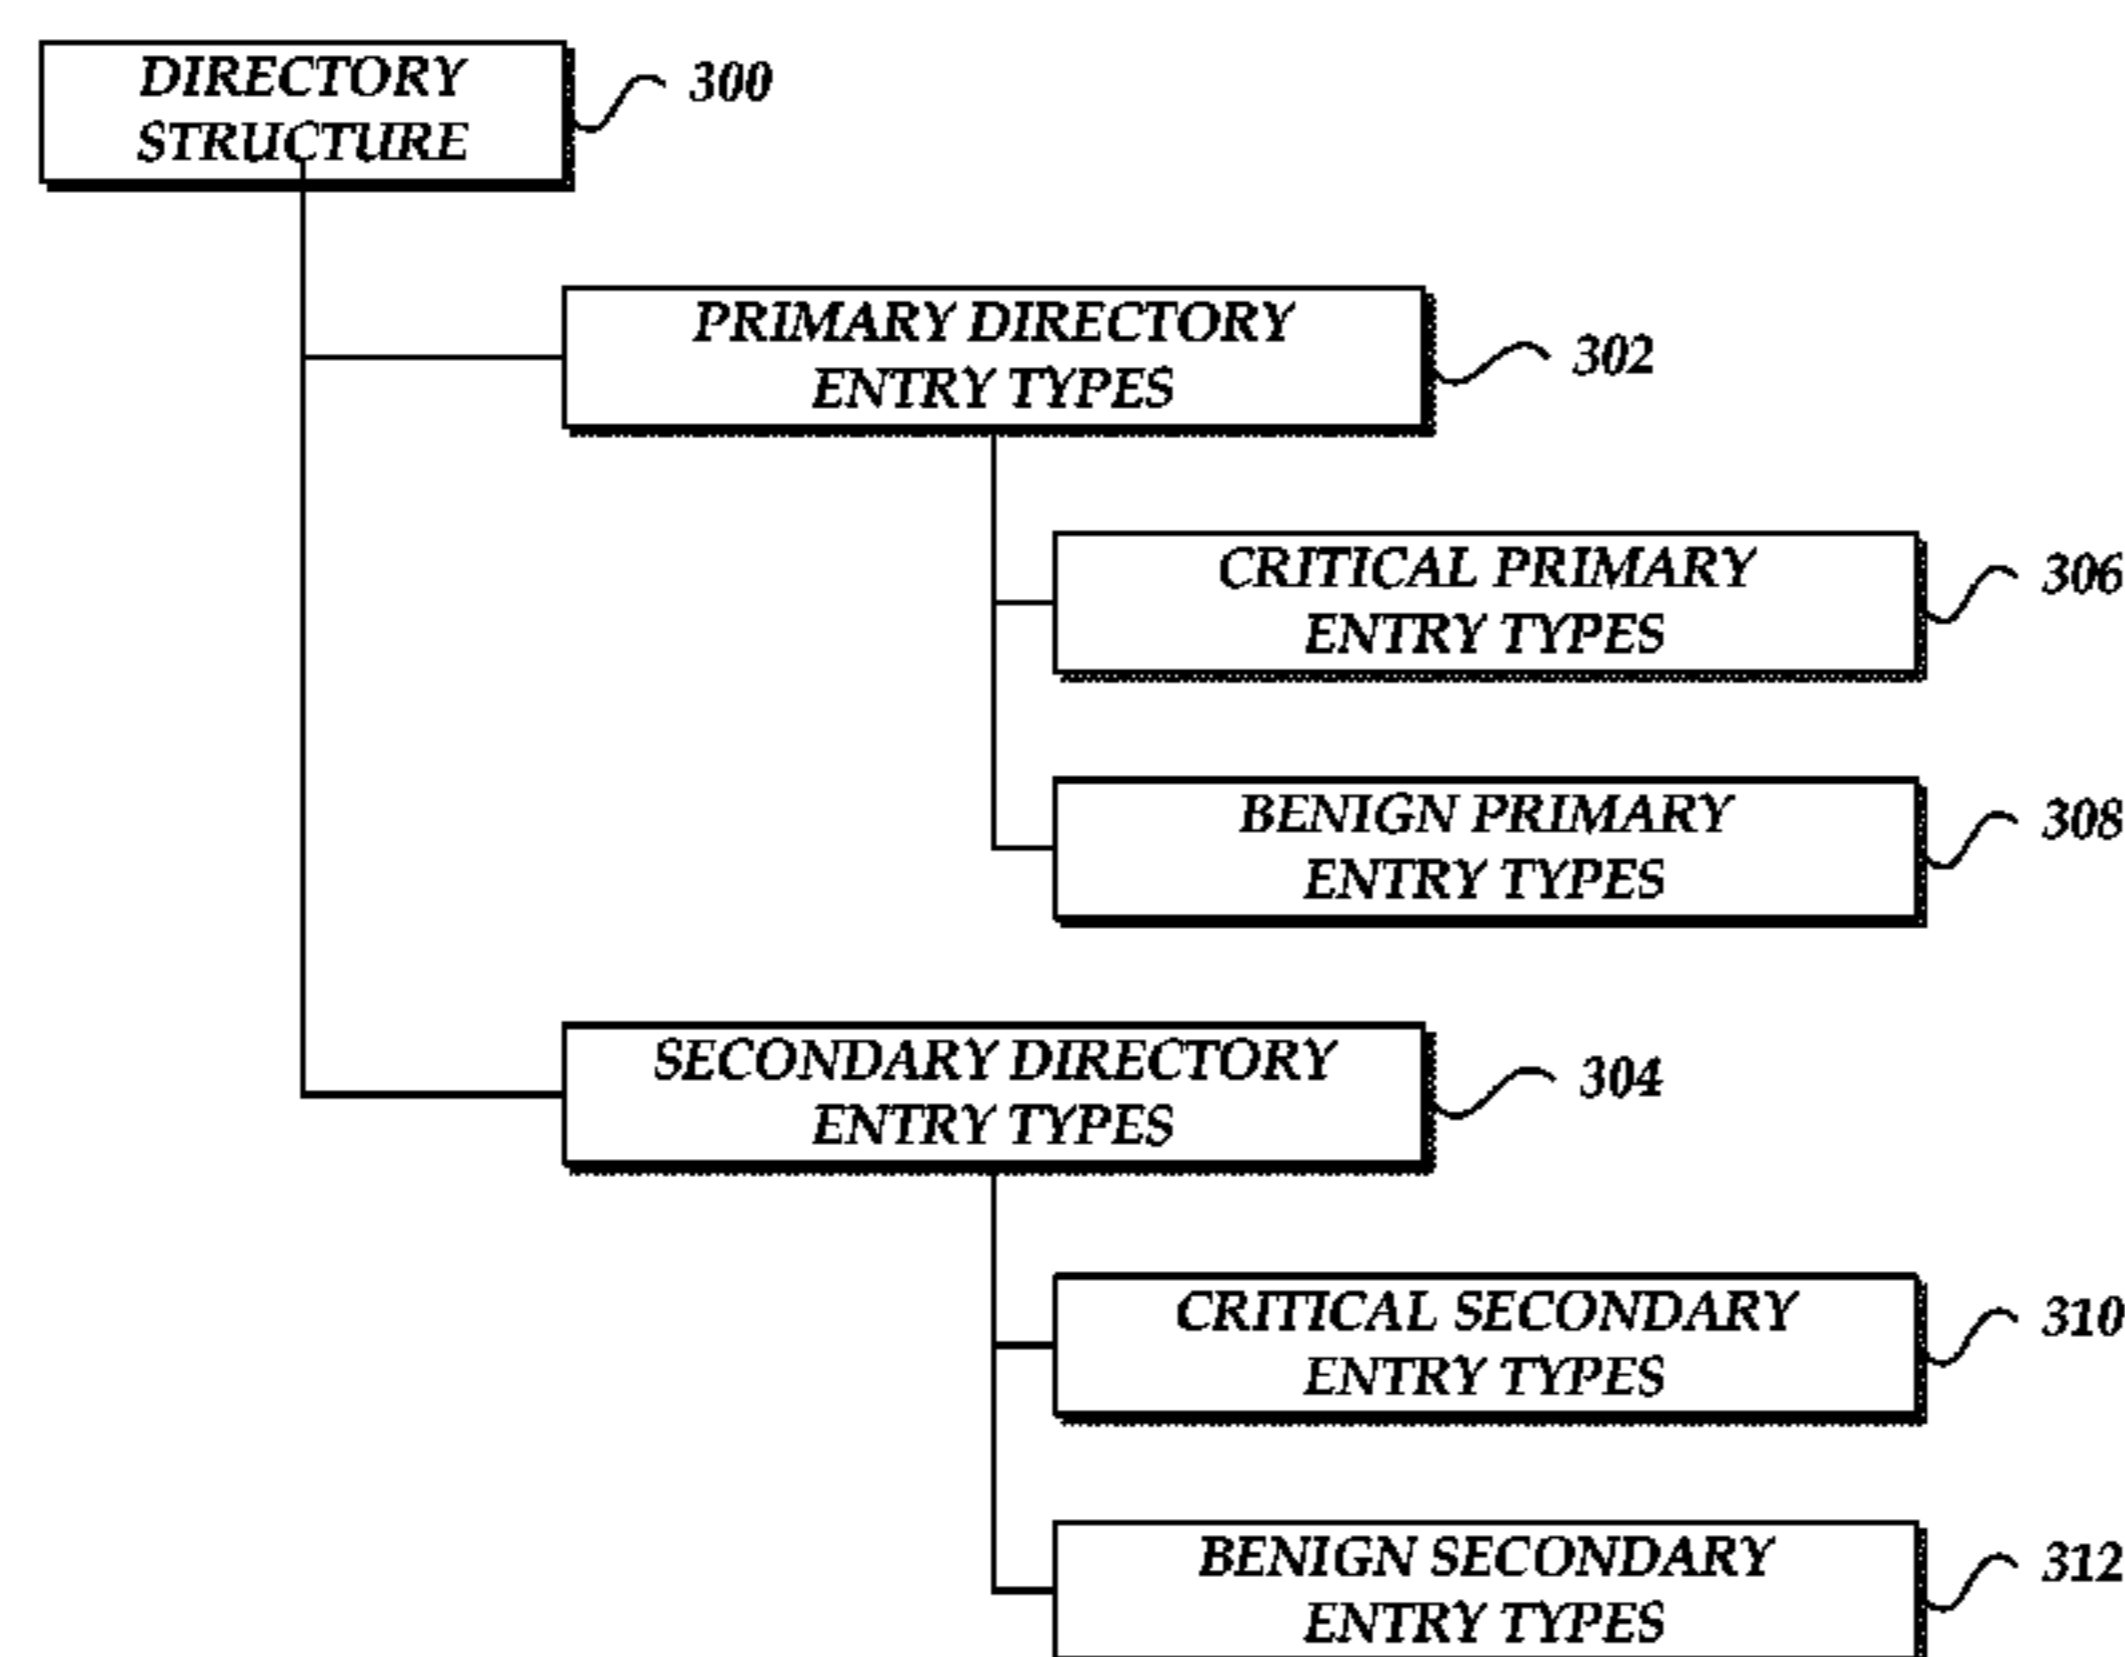 DIRECTORY
STRUCTURE
300
PRIMARY DIRECTORY
ENTRY TYPES
302
CRITICAL PRIMARY
ENTRY TYPES
306
BENIGN PRIMARY
ENTRY TYPES
308
SECONDARY DIRECTORY
ENTRY TYPES
304
CRITICAL SECONDARY
ENTRY TYPES
310
BENIGN SECONDARY
ENTRY TYPES
312